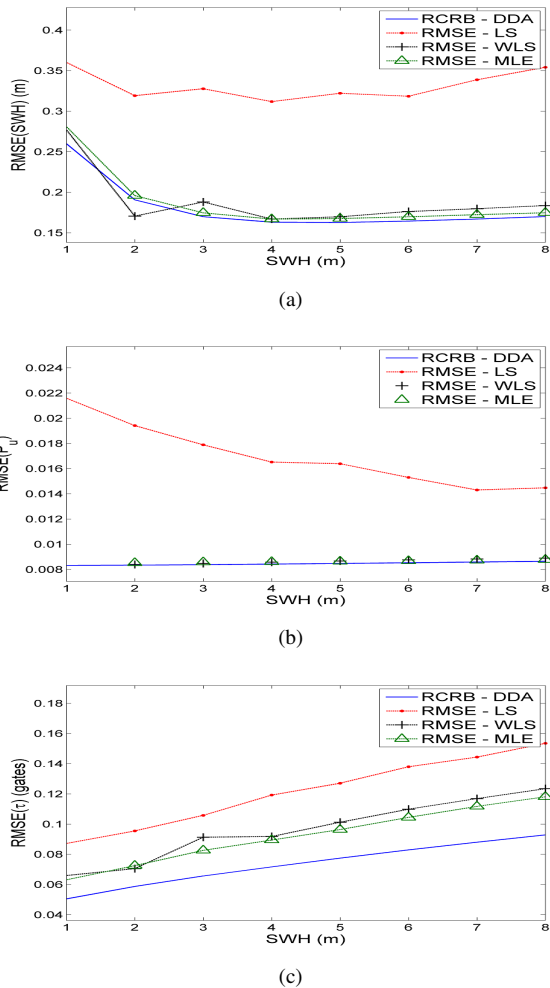 0.4
0.35
0.3
0.25
0.2
0.15
RMSE(SWH) (m)
RCRB - DDA
RMSE - LS
RMSE - WLS
RMSE - MLE
1 2 3 4 5 6 7 8
SWH (m)
(a)
0.024
0.022
0.02
0.018
0.016
0.014
0.012
0.01
0.008
RMSE(P_u)
RCRB - DDA
RMSE - LS
RMSE - WLS
RMSE - MLE
1 2 3 4 5 6 7 8
SWH (m)
(b)
0.18
0.16
0.14
0.12
0.1
0.08
0.06
0.04
RMSE(τ) (gates)
RCRB - DDA
RMSE - LS
RMSE - WLS
RMSE - MLE
1 2 3 4 5 6 7 8
SWH (m)
(c)